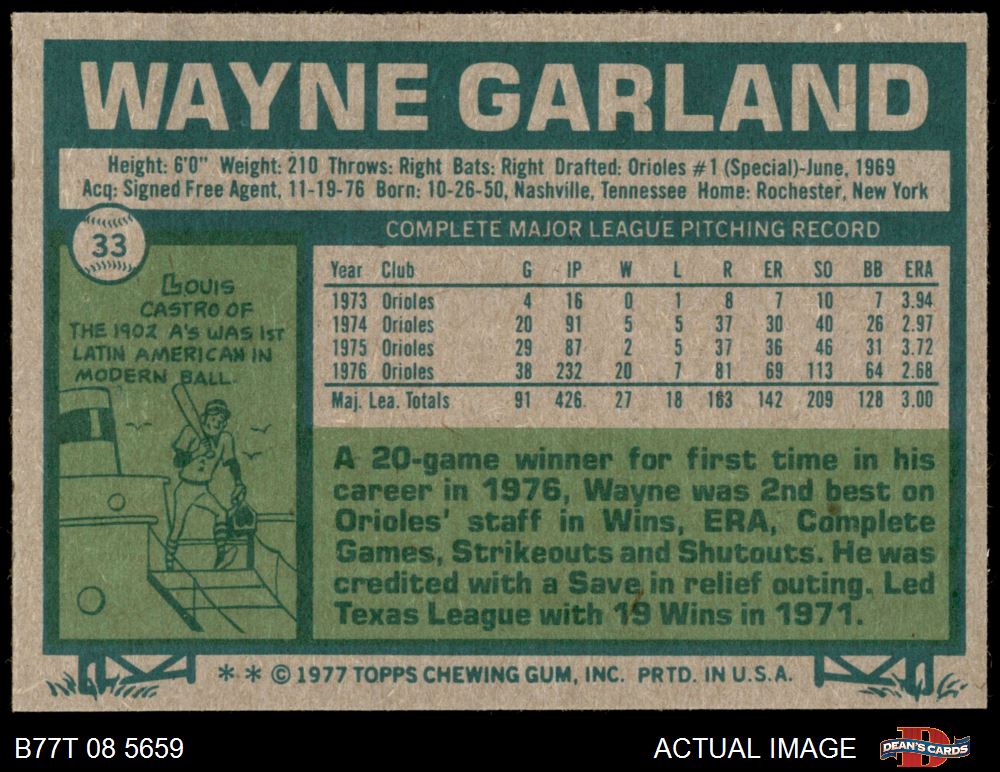 WAYNE GARLAND
Height: 6'0" Weight: 210 Throws: Right Bats: Right Drafted: Orioles #1 (Special)-June, 1969
Acq: Signed Free Agent, 11-19-76 Born: 10-26-50, Nashville, Tennessee Home: Rochester, New York
33
LOUIS
CASTRO OF
THE 1902 A'S WAS 1ST
LATIN AMERICAN IN
MODERN BALL.
A
COMPLETE MAJOR LEAGUE PITCHING RECORD
Year Club G IP W L R ER SO BB ERA
1973 Orioles 4 16 0 1 8 7 10 7 3.94
1974 Orioles 20 91 5 5 37 30 40 26 2.97
1975 Orioles 29 87 2 5 37 36 46 31 3.72
1976 Orioles 38 232 20 7 81 69 113 64 2.68
Maj. Lea. Totals 91 426. 27 18 163 142 209 128 3.00
A 20-game winner for first time in his
career in 1976, Wayne was 2nd best on
Orioles' staff in Wins, ERA, Complete
Games, Strikeouts and Shutouts. He was
credited with a Save in relief outing. Led
Texas League with 19 Wins in 1971.
* * © 1977 TOPPS CHEWING GUM, INC. PRTD. IN U.S.A.
B77T 08 5659
ACTUAL IMAGE
D
DEAN'S CARDS